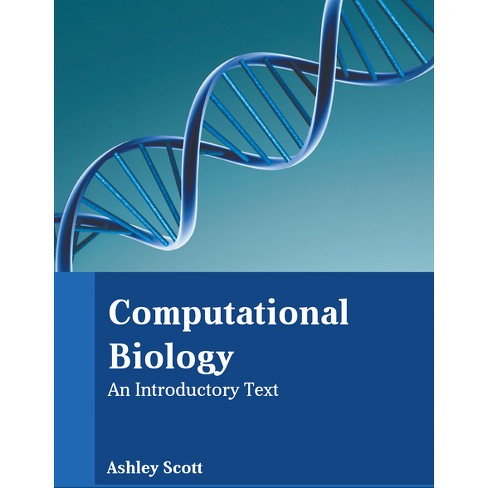 Computational
Biology
An Introductory Text
Ashley Scott